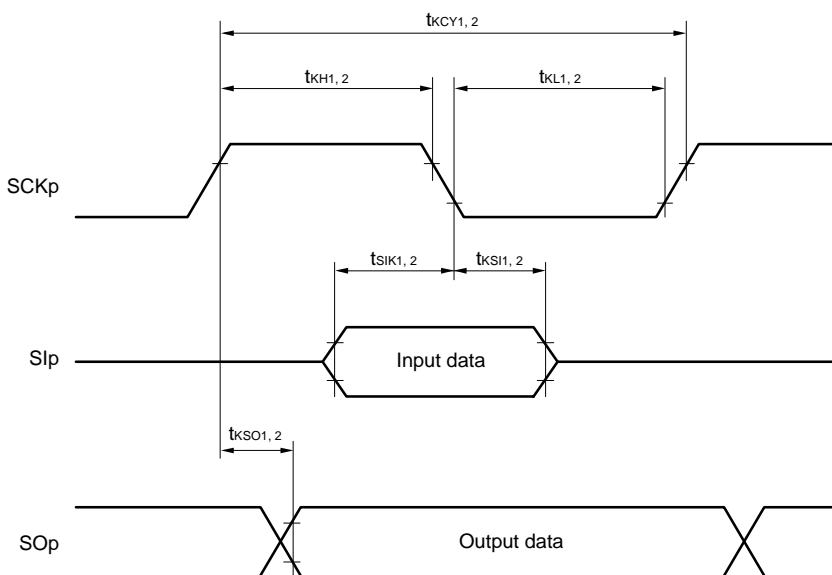 tKCY1, 2
tKH1, 2
tKL1, 2
SCKp
tSIK1, 2
tKSI1, 2
SIp
Input data
tKSO1, 2
SOp
Output data